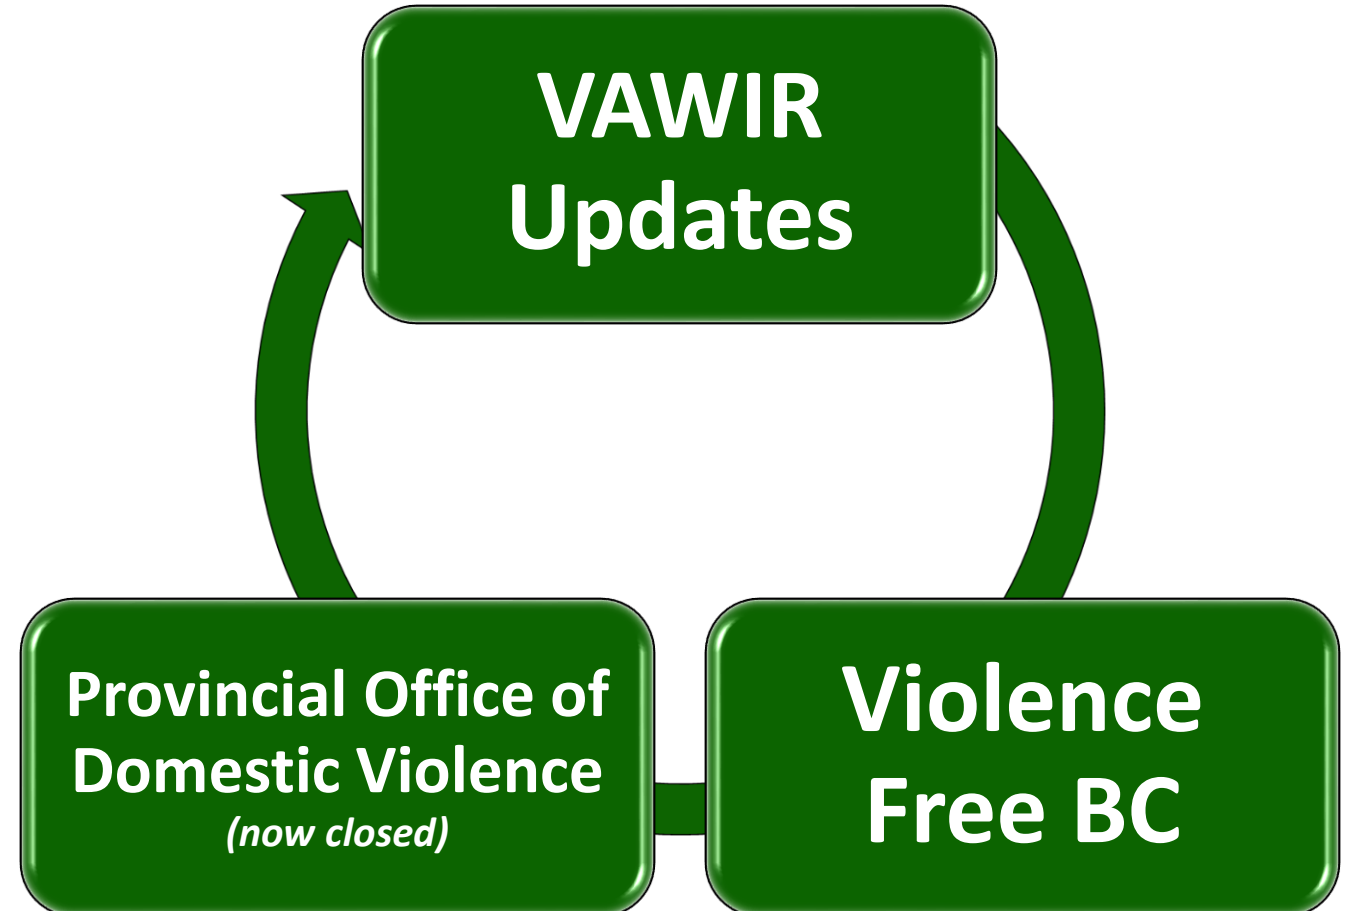 VAWIR
Updates
Provincial Office of
Domestic Violence
(now closed)
Violence
Free BC